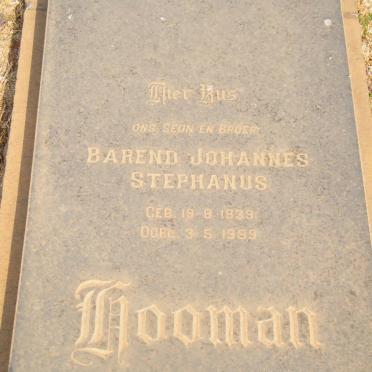 Hier Rus
ONS SEUN EN BROER
BAREND JOHANNES
STEPHANUS
GEB. 19-8-1939
OORL. 3-5-1959
Hooman